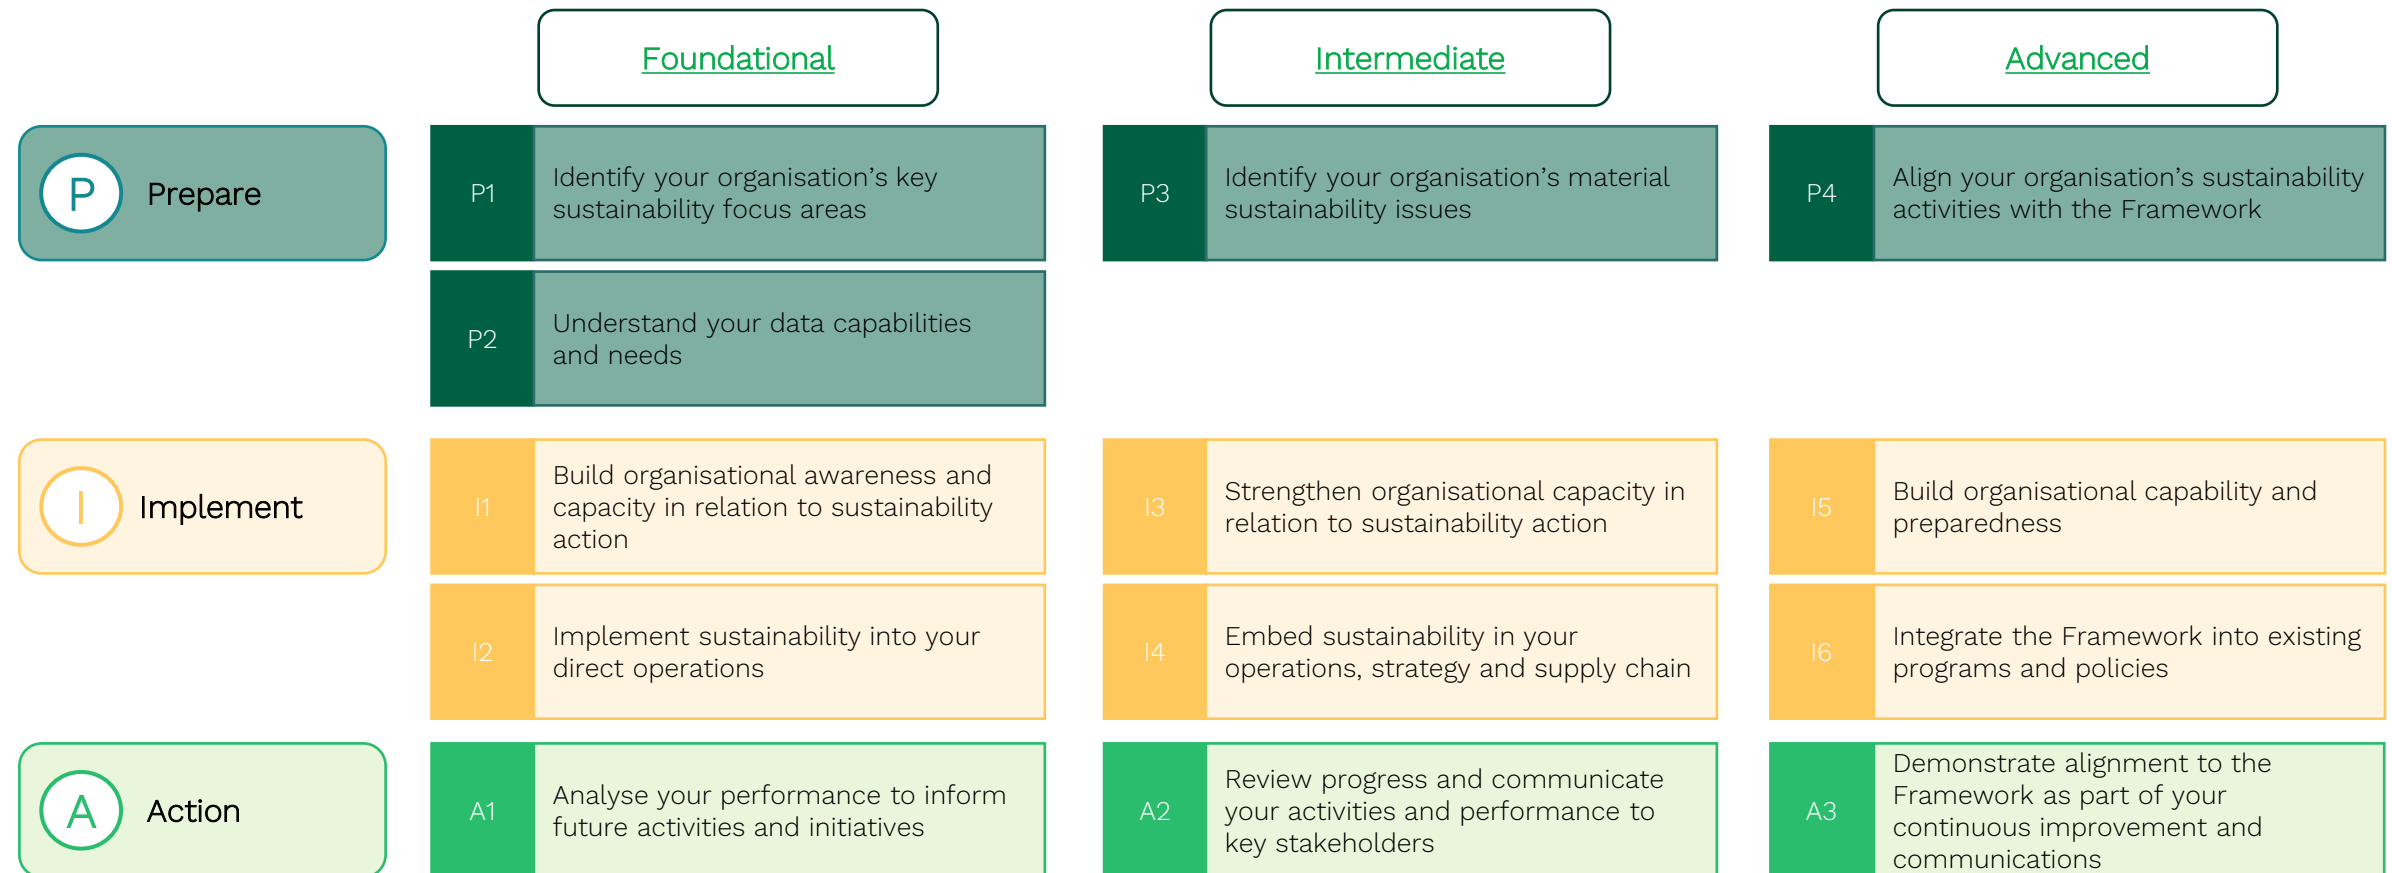 Foundational
Intermediate
Advanced
P
Prepare
P1
Identify your organisation’s key
sustainability focus areas
P3
Identify your organisation’s material
sustainability issues
P4
Align your organisation’s sustainability
activities with the Framework
P2
Understand your data capabilities
and needs
I
Implement
I1
Build organisational awareness and
capacity in relation to sustainability
action
I3
Strengthen organisational capacity in
relation to sustainability action
I5
Build organisational capability and
preparedness
I2
Implement sustainability into your
direct operations
I4
Embed sustainability in your
operations, strategy and supply chain
I6
Integrate the Framework into existing
programs and policies
A
Action
A1
Analyse your performance to inform
future activities and initiatives
A2
Review progress and communicate
your activities and performance to
key stakeholders
A3
Demonstrate alignment to the
Framework as part of your
continuous improvement and
communications